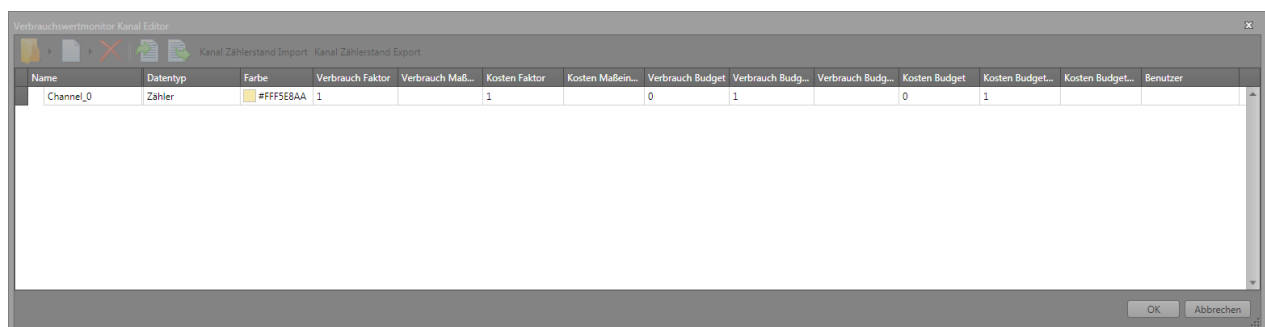 Verbrauchswertmonitor Kanal Editor
Kanal Zählerstand Import Kanal Zählerstand Export
Name Datentyp Farbe Verbrauch Faktor Verbrauch Maß... Kosten Faktor Kosten Maßein... Verbrauch Budget Verbrauch Budg... Verbrauch Budg... Kosten Budget Kosten Budget... Kosten Budget... Benutzer
Channel_0 Zähler #FFF5E8AA 1 1 0 1 0 1
OK Abbrechen